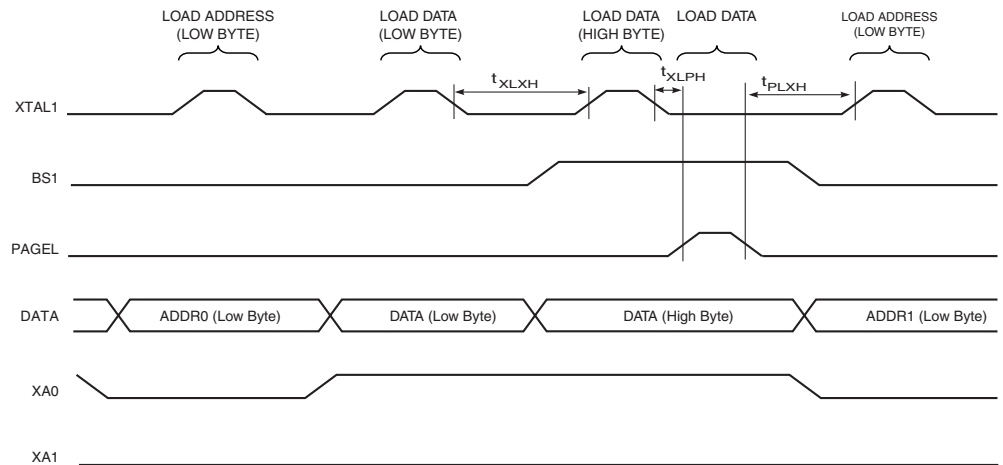 LOAD ADDRESS
(LOW BYTE)
LOAD DATA
(LOW BYTE)
LOAD DATA
(HIGH BYTE)
LOAD DATA
LOAD ADDRESS
(LOW BYTE)
tXLXH
tXLPH
tPLXH
XTAL1
BS1
PAGEL
DATA
ADDR0 (Low Byte)
DATA (Low Byte)
DATA (High Byte)
ADDR1 (Low Byte)
XA0
XA1